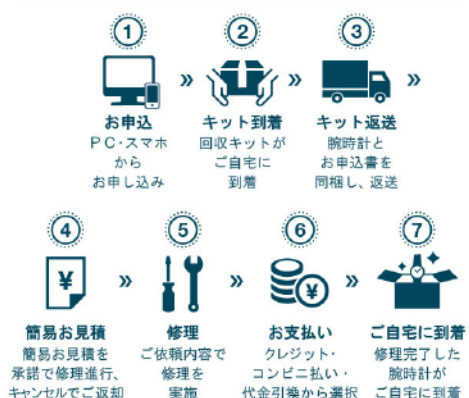 1
2
3
お申込
キット到着
キット返送
PC・スマホ
から
お申し込み
回収キットが
ご自宅に
到着
腕時計と
お申込書を
同梱し、返送
4
5
6
7
¥
¥
簡易お見積
修理
お支払い
ご自宅に到着
簡易お見積を
承諾で修理進行、
キャンセルでご返却
ご依頼内容で
修理を
実施
クレジット・
コンビニ払い・
代金引換から選択
修理完了した
腕時計が
ご自宅に到着